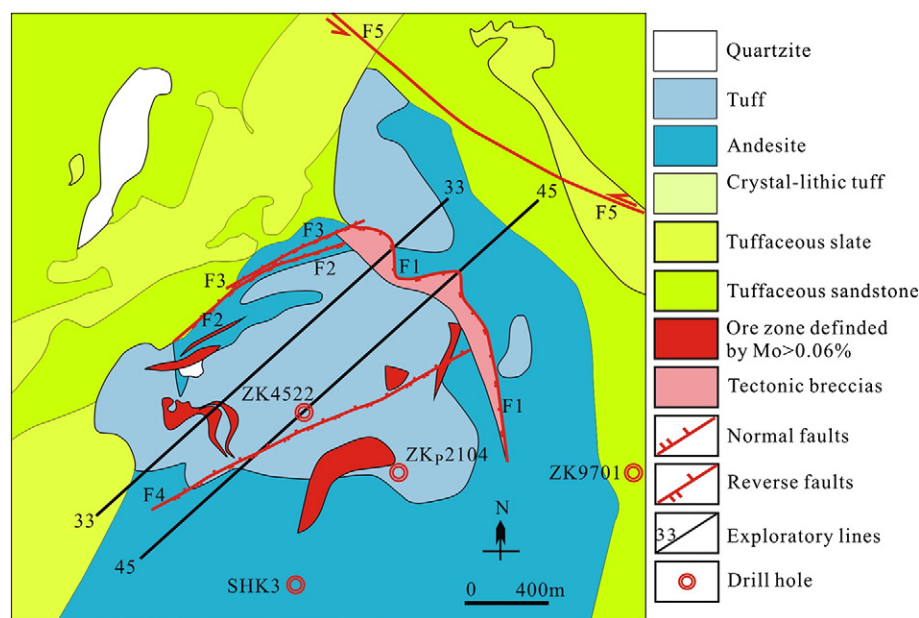 F5
F5
33
45
F3
F3
F2
F1
F2
ZK4522
F1
ZKP2104
ZK9701
F4
33
45
N
SHK3
0 400m
Quartzite
Tuff
Andesite
Crystal-lithic tuff
Tuffaceous slate
Tuffaceous sandstone
Ore zone definded
by Mo>0.06%
Tectonic breccias
Normal faults
Reverse faults
33
Exploratory lines
Drill hole